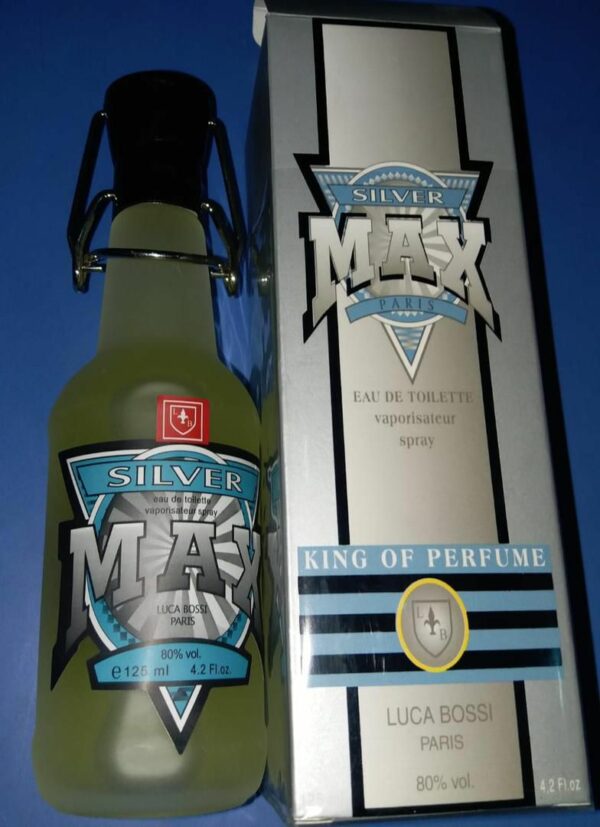 L
B
SILVER
eau de toilette
vaporisateur spray
MAX
LUCA BOSSI
PARIS
80% vol.
e 125 ml 4.2 Fl.oz.
SILVER
MAX
PARIS
EAU DE TOILETTE
vaporisateur
spray
KING OF PERFUME
L
B
LUCA BOSSI
PARIS
80% vol.
4,2 Fl.oz